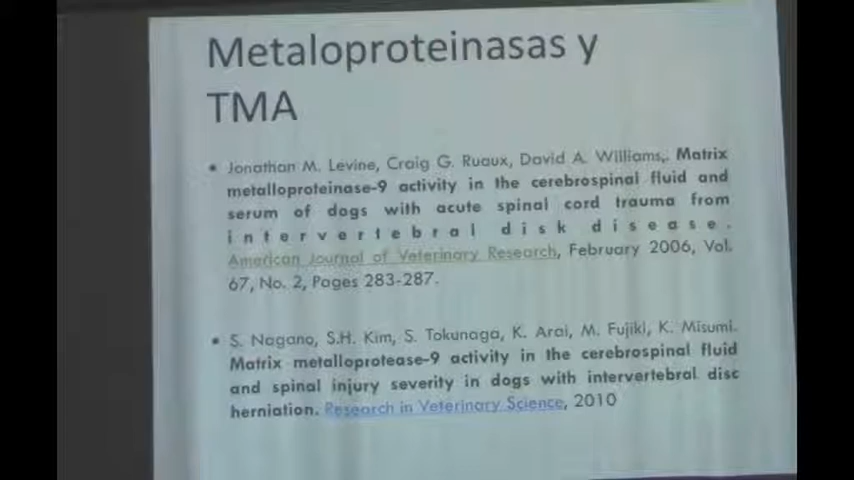 Metaloproteinasas y
TMA
• Jonathan M. Levine, Craig G. Ruaux, David A. Williams,. Matrix
metalloproteinase-9 activity in the cerebrospinal fluid and
serum of dogs with acute spinal cord trauma from
intervertebral disk disease.
American Journal of Veterinary Research, February 2006, Vol.
67, No. 2, Pages 283-287.
• S. Nagano, S.H. Kim, S. Tokunaga, K. Arai, M. Fujiki, K. Misumi.
Matrix metalloprotease-9 activity in the cerebrospinal fluid
and spinal injury severity in dogs with intervertebral disc
herniation. Research in Veterinary Science, 2010